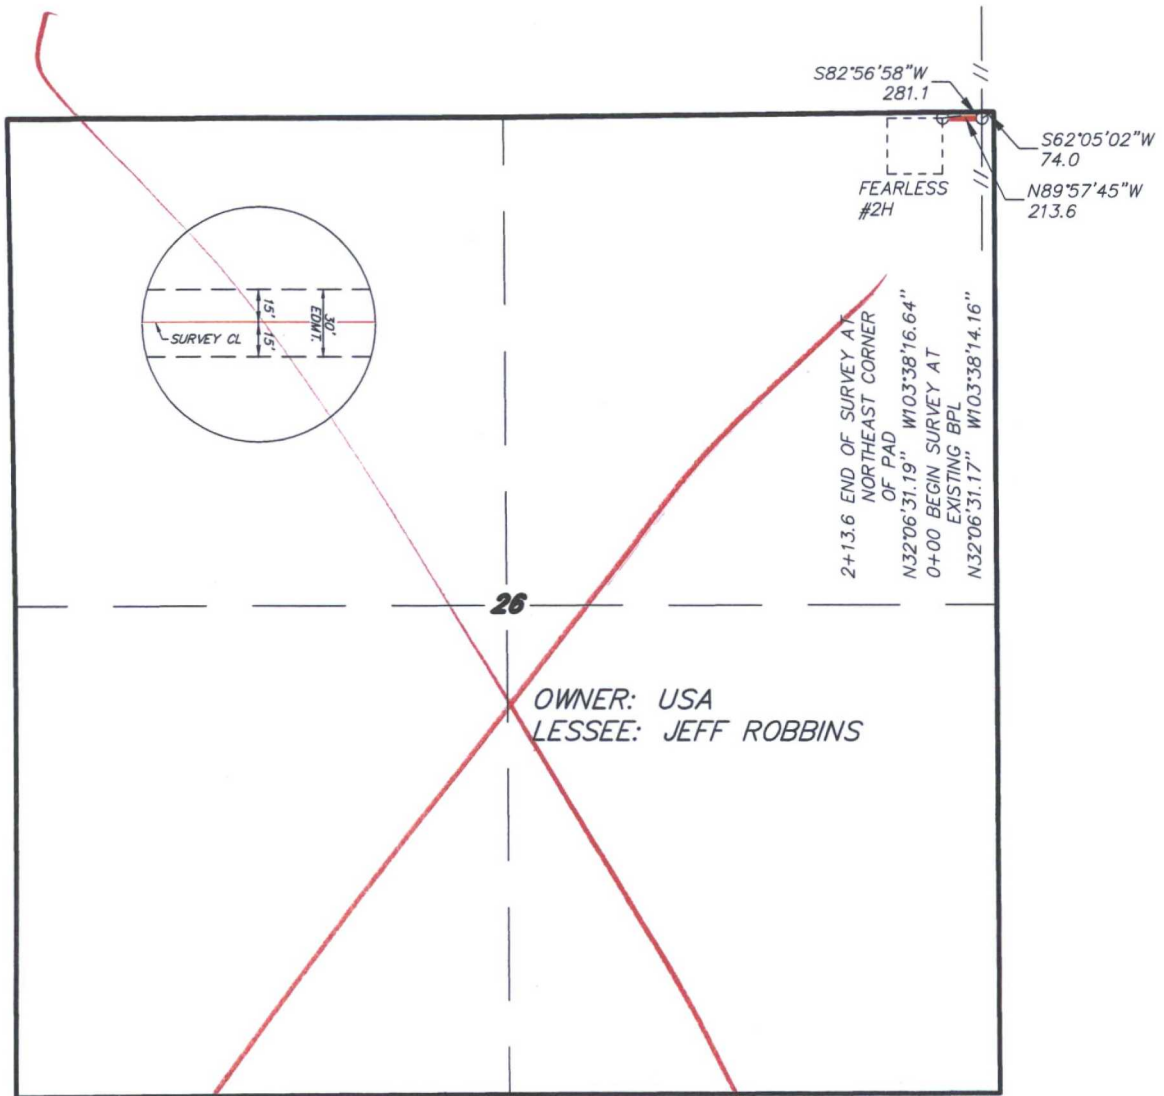 S82°56'58"W
281.1
S62°05'02"W
74.0
N89°57'45"W
213.6
FEARLESS
#2H
15'
15'
30'
EDMT.
SURVEY CL
2+13.6 END OF SURVEY AT
NORTHEAST CORNER
OF PAD
N32°06'31.19" W103°38'16.64"
0+00 BEGIN SURVEY AT
EXISTING BPL
N32°06'31.17" W103°38'14.16"
26
OWNER: USA
LESSEE: JEFF ROBBINS